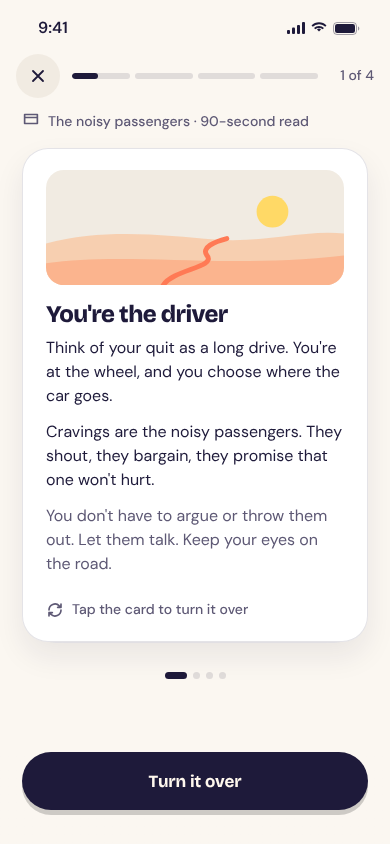 9:41
1 of 4
The noisy passengers · 90-second read
You're the driver
Think of your quit as a long drive. You're
at the wheel, and you choose where the
car goes.
Cravings are the noisy passengers. They
shout, they bargain, they promise that
one won't hurt.
You don't have to argue or throw them
out. Let them talk. Keep your eyes on
the road.
Tap the card to turn it over
Turn it over